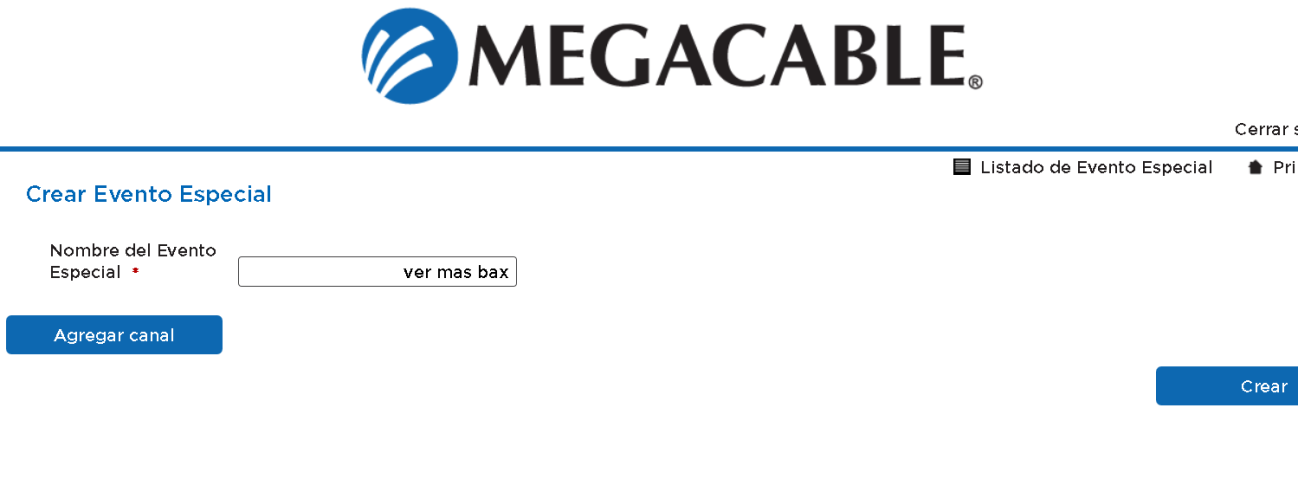 MEGACABLE®
Cerrar s
Listado de Evento Especial Pri
Crear Evento Especial
Nombre del Evento
Especial *
ver mas bax
Agregar canal
Crear